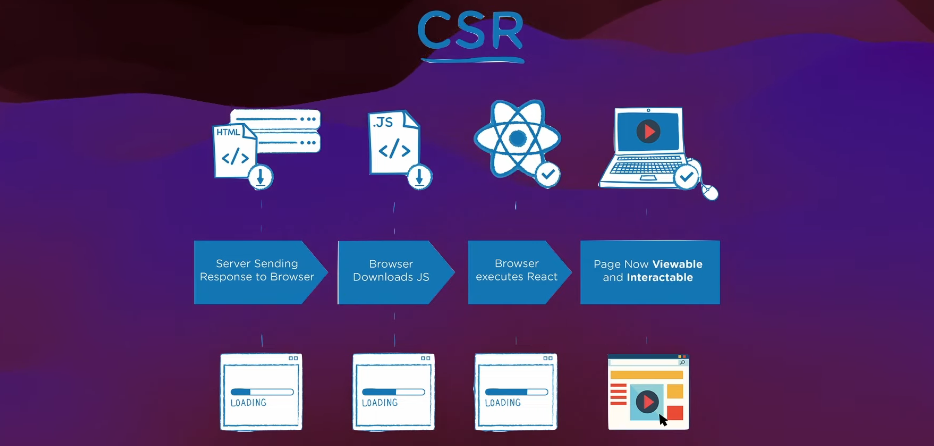 CSR
HTML
.JS
Server Sending
Response to Browser
Browser
Downloads JS
Browser
executes React
Page Now Viewable
and Interactable
LOADING
LOADING
LOADING